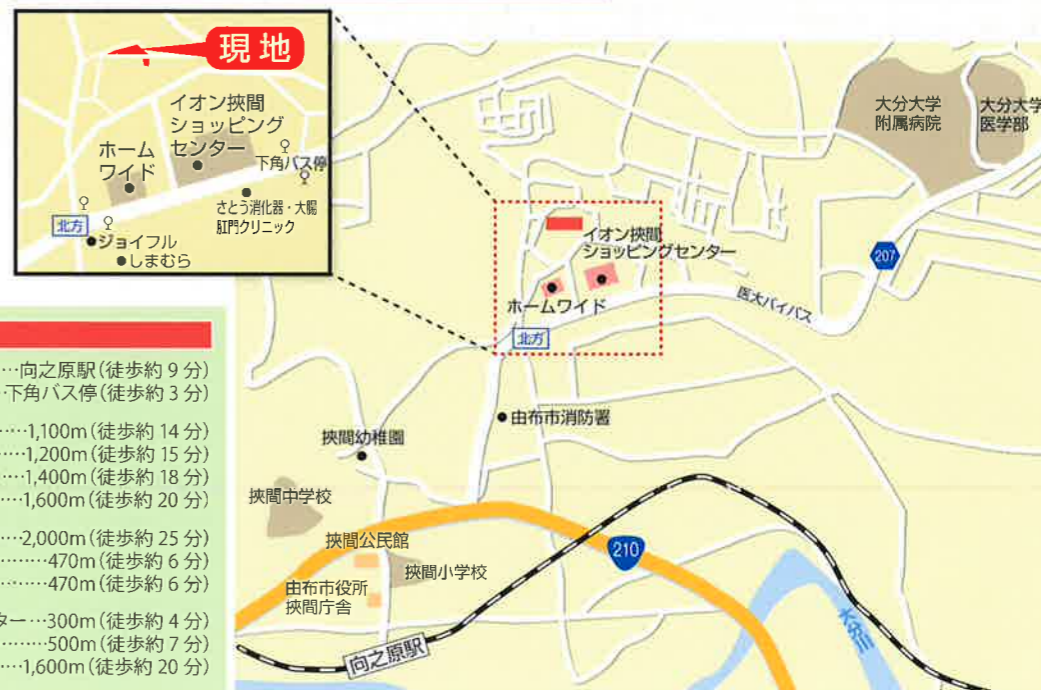 現地
イオン挾間
ショッピング
センター
ホーム
ワイド
下角バス停
さとう消化器・大腸
肛門クリニック
北方
ジョイフル
しまむら
大分大学
附属病院
大分大学
医学部
イオン挾間
ショッピングセンター
207
ホームワイド
医大バイパス
北方
由布市消防署
挾間幼稚園
挾間中学校
挾間公民館
210
挾間小学校
由布市役所
挾間庁舎
大分川
向之原駅
…向之原駅(徒歩約 9 分)
…下角バス停(徒歩約 3 分)
……1,100m(徒歩約 14 分)
……1,200m(徒歩約 15 分)
……1,400m(徒歩約 18 分)
……1,600m(徒歩約 20 分)
……2,000m(徒歩約 25 分)
………470m(徒歩約 6 分)
………470m(徒歩約 6 分)
ター…300m(徒歩約 4 分)
………500m(徒歩約 7 分)
……1,600m(徒歩約 20 分)